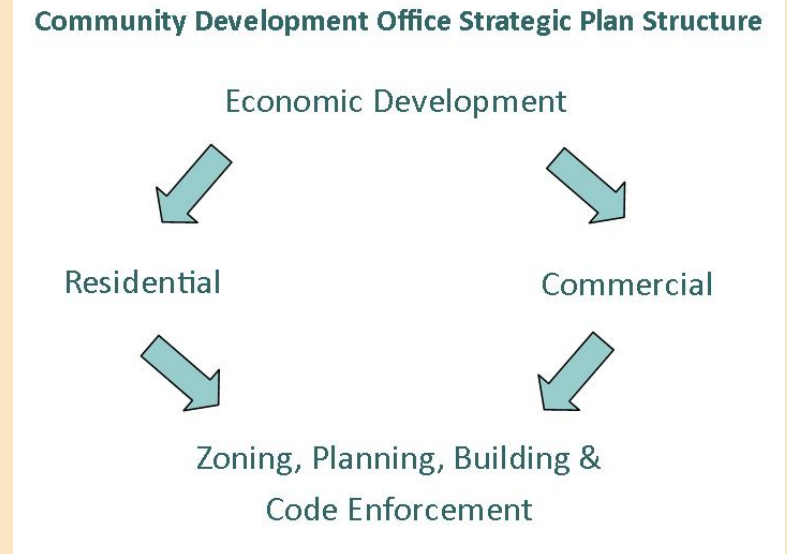 Community Development Office Strategic Plan Structure
Economic Development
Residential
Commercial
Zoning, Planning, Building &
Code Enforcement